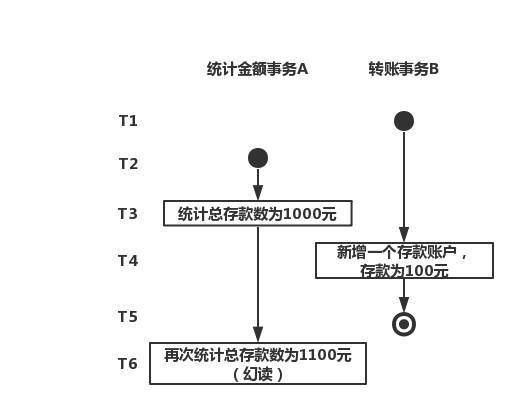 统计金额事务A
转账事务B
T1
T2
T3
统计总存款数为1000元
T4
新增一个存款账户，
存款为100元
T5
T6
再次统计总存款数为1100元
（幻读）